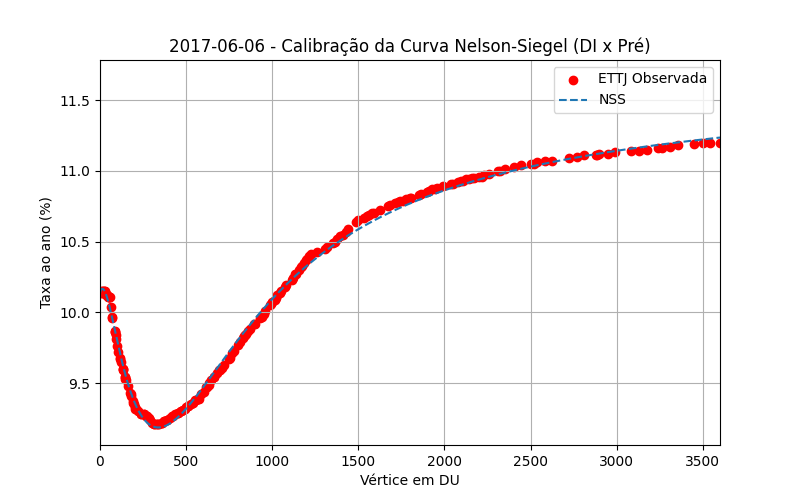 2017-06-06 - Calibração da Curva Nelson-Siegel (DI x Pré)
ETTJ Observada
NSS
Taxa ao ano (%)
11.5
11.0
10.5
10.0
9.5
0 500 1000 1500 2000 2500 3000 3500
Vértice em DU